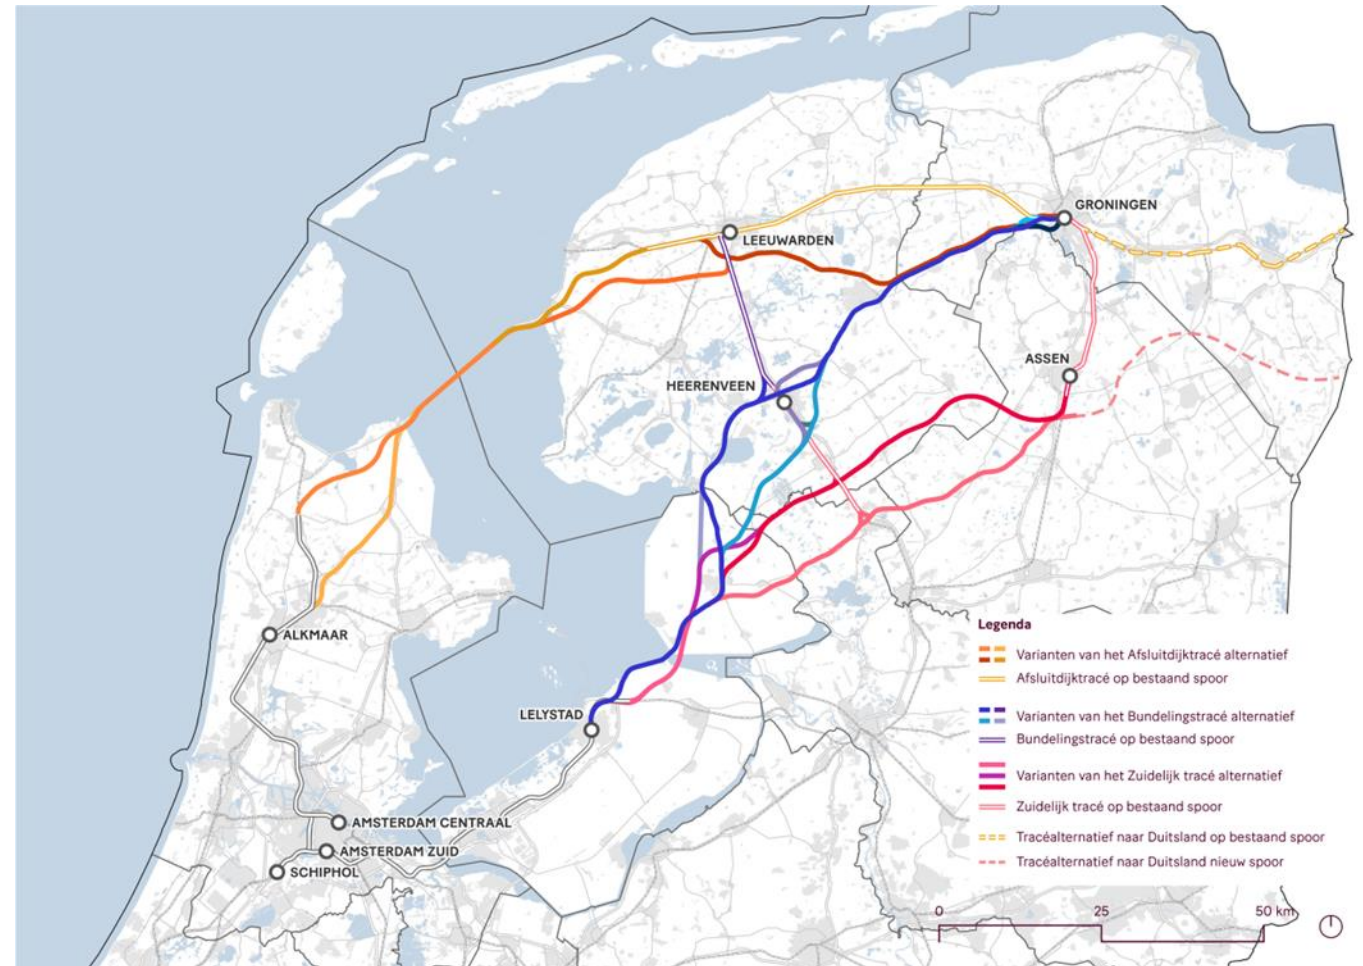 GRONINGEN
LEEUWARDEN
ASSEN
HEERENVEEN
ALKMAAR
LELYSTAD
AMSTERDAM CENTRAAL
AMSTERDAM ZUID
SCHIPHOL
Legenda
Varianten van het Afsluitdijktracé alternatief
Afsluitdijktracé op bestaand spoor
Varianten van het Bundelingstracé alternatief
Bundelingstracé op bestaand spoor
Varianten van het Zuidelijk tracé alternatief
Zuidelijk tracé op bestaand spoor
Tracéalternatief naar Duitsland op bestaand spoor
Tracéalternatief naar Duitsland nieuw spoor
0 25 50 km